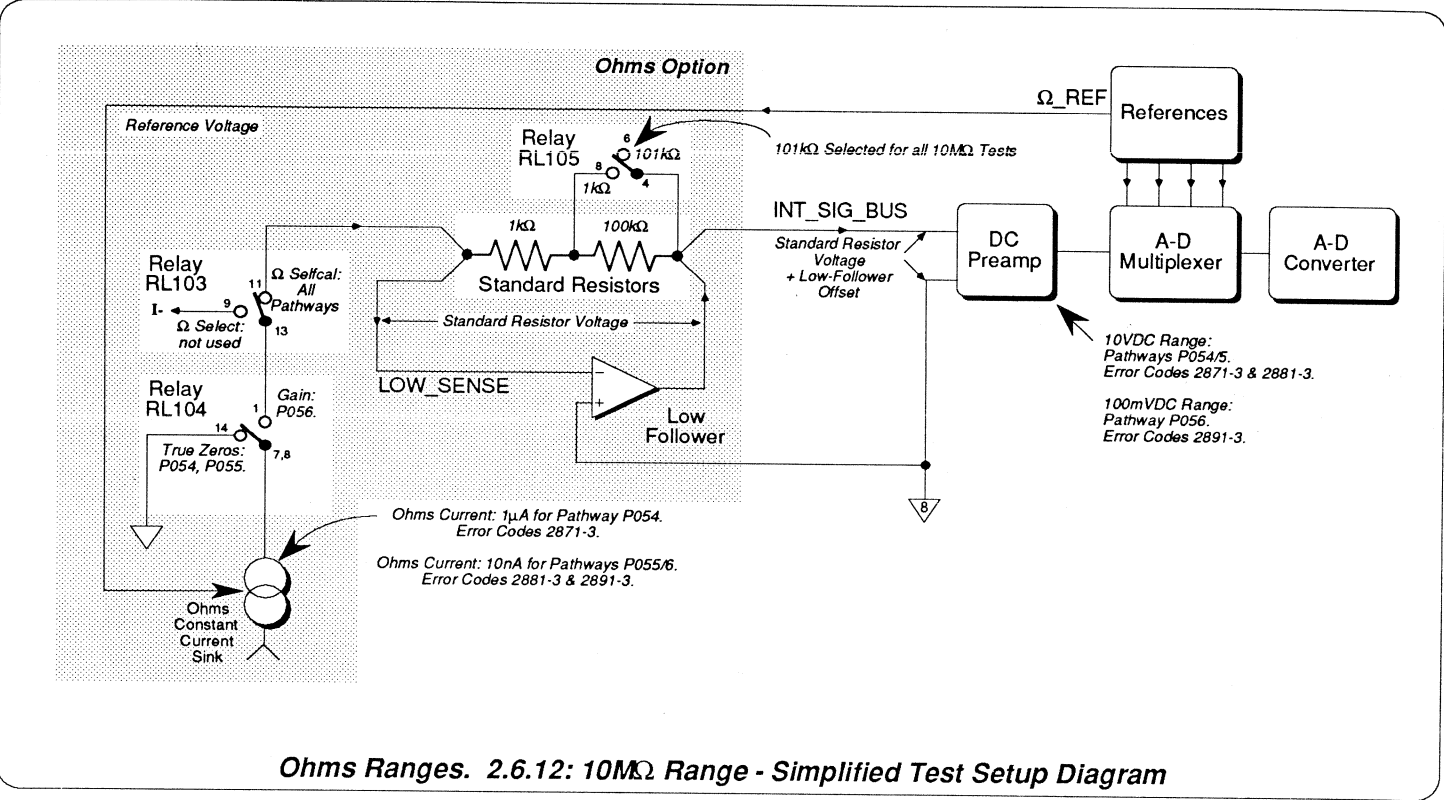 Ohms Option
Reference Voltage
Ω_REF
References
Relay
RL105
6
101kΩ
8
1kΩ
4
101kΩ Selected for all 10MΩ Tests
1kΩ
100kΩ
Standard Resistors
INT_SIG_BUS
Standard Resistor
Voltage
+ Low-Follower
Offset
DC
Preamp
A-D
Multiplexer
A-D
Converter
Relay
RL103
11
Ω Selfcal:
All
Pathways
I-
9
Ω Select:
not used
13
Standard Resistor Voltage
LOW_SENSE
−
+
Low
Follower
10VDC Range:
Pathways P054/5.
Error Codes 2871-3 & 2881-3.
100mVDC Range:
Pathway P056.
Error Codes 2891-3.
Relay
RL104
1
Gain:
P056.
14
True Zeros:
P054, P055.
7,8
8
Ohms Current: 1µA for Pathway P054.
Error Codes 2871-3.
Ohms Current: 10nA for Pathways P055/6.
Error Codes 2881-3 & 2891-3.
Ohms
Constant
Current
Sink
Ohms Ranges. 2.6.12: 10MΩ Range - Simplified Test Setup Diagram